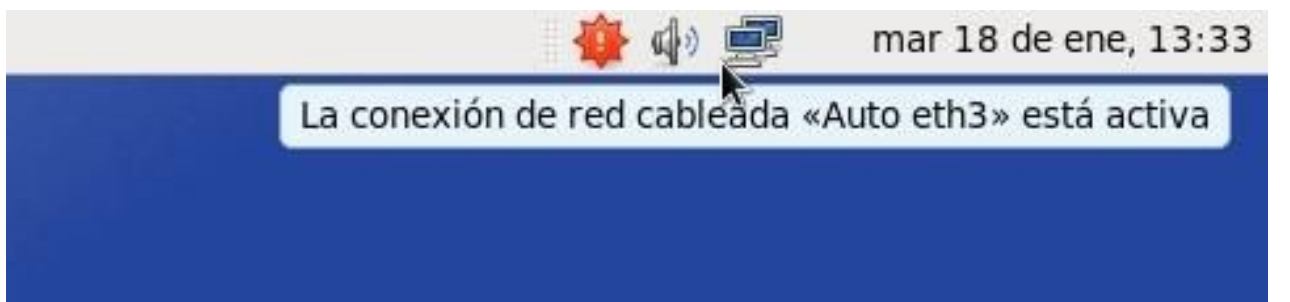 mar 18 de ene, 13:33
La conexión de red cableada «Auto eth3» está activa